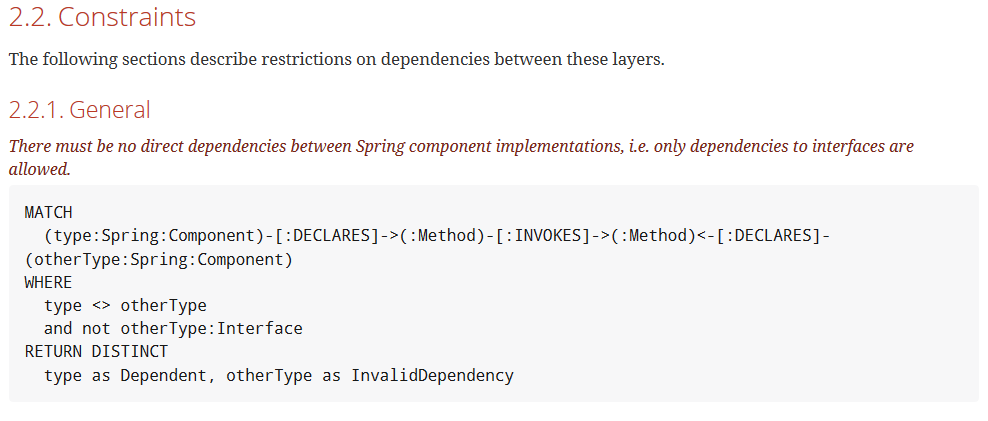 2.2. Constraints
The following sections describe restrictions on dependencies between these layers.
2.2.1. General
There must be no direct dependencies between Spring component implementations, i.e. only dependencies to interfaces are
allowed.
MATCH
  (type:Spring:Component)-[:DECLARES]->(:Method)-[:INVOKES]->(:Method)<-[:DECLARES]-
(otherType:Spring:Component)
WHERE
  type <> otherType
  and not otherType:Interface
RETURN DISTINCT
  type as Dependent, otherType as InvalidDependency